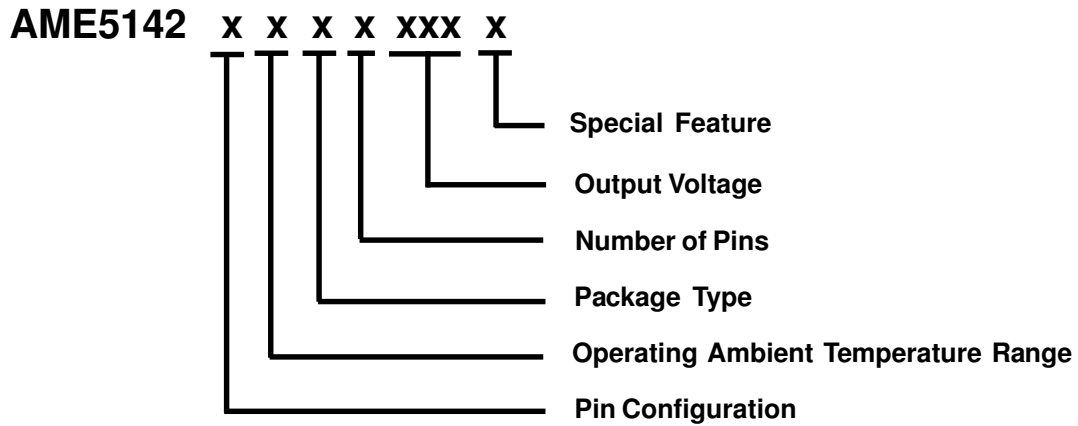 AME5142 x x x x xxx x
Special Feature
Output Voltage
Number of Pins
Package Type
Operating Ambient Temperature Range
Pin Configuration